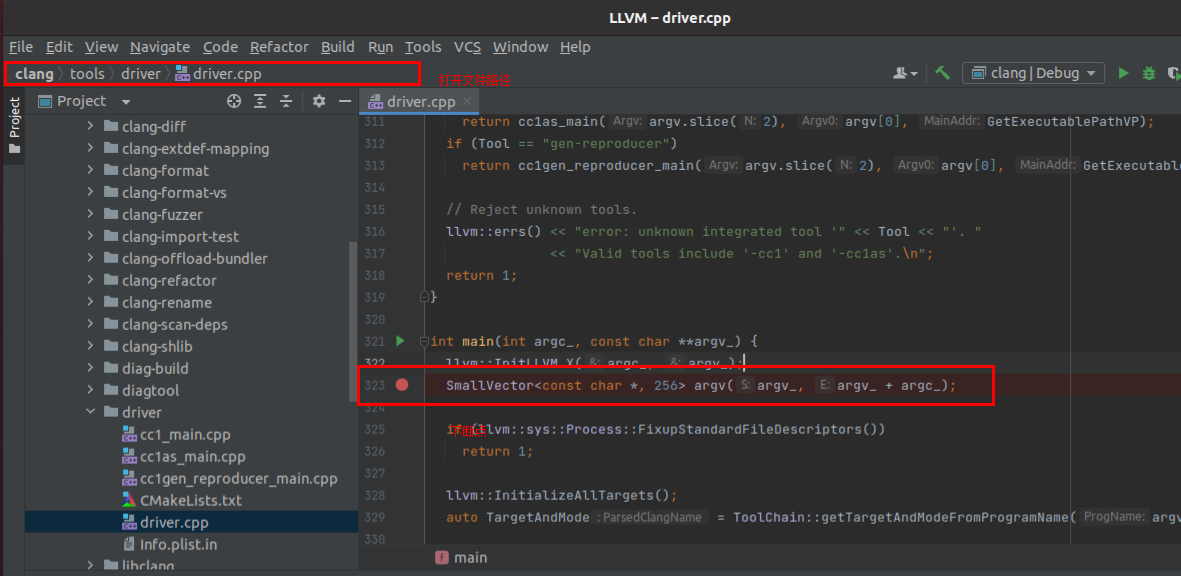 LLVM – driver.cpp
File Edit View Navigate Code Refactor Build Run Tools VCS Window Help
clang tools driver driver.cpp
打开文件路径
clang | Debug
Project
Project
driver.cpp
clang-diff
clang-extdef-mapping
clang-format
clang-format-vs
clang-fuzzer
clang-import-test
clang-offload-bundler
clang-refactor
clang-rename
clang-scan-deps
clang-shlib
diag-build
diagtool
driver
cc1_main.cpp
cc1as_main.cpp
cc1gen_reproducer_main.cpp
CMakeLists.txt
driver.cpp
Info.plist.in
libclang
311 return cc1as_main( Argv: argv.slice( N: 2), Argv0: argv[0], MainAddr: GetExecutablePathVP);
312 if (Tool == "gen-reproducer")
313 return cc1gen_reproducer_main( Argv: argv.slice( N: 2), Argv0: argv[0], MainAddr: GetExecutable
314
315 // Reject unknown tools.
316 llvm::errs() << "error: unknown integrated tool '" << Tool << "'. "
317 << "Valid tools include '-cc1' and '-cc1as'.\n";
318 return 1;
319 }
320
321 int main(int argc_, const char **argv_) {
322 llvm::InitLLVM X( &: argc_, &: argv_);
323 SmallVector<const char *, 256> argv( S: argv_, E: argv_ + argc_);
324
325 if (llvm::sys::Process::FixupStandardFileDescriptors())
326 return 1;
327
328 llvm::InitializeAllTargets();
329 auto TargetAndMode : ParsedClangName = ToolChain::getTargetAndModeFromProgramName( ProgName: argv
330
f main